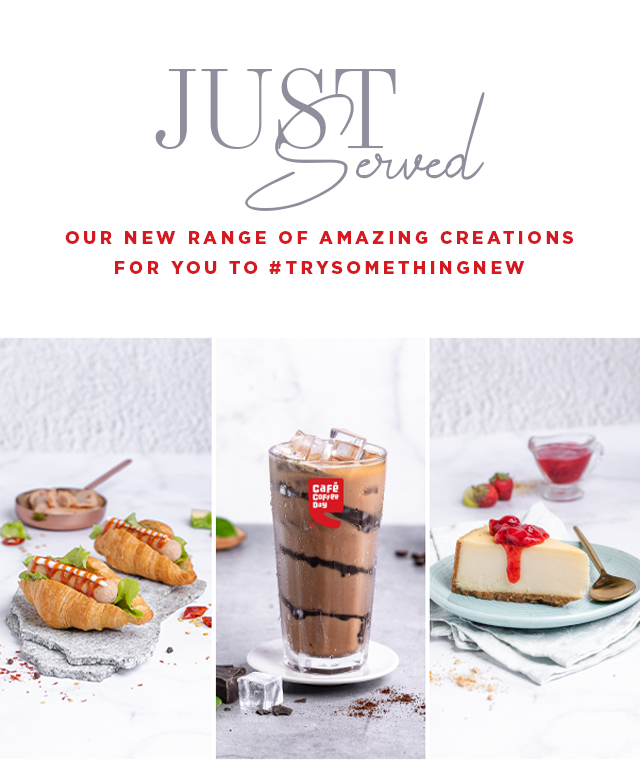 JUST
Served
OUR NEW RANGE OF AMAZING CREATIONS
FOR YOU TO #TRYSOMETHINGNEW
café
coffee
Day